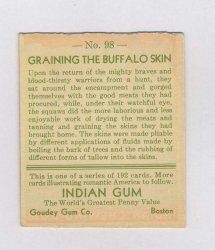 No. 98
GRAINING THE BUFFALO SKIN
Upon the return of the mighty braves and
blood-thirsty warriors from a hunt, they
sat around the encampment and gorged
themselves with the good meats they had
procured, while, under their watchful eye,
the squaws did the more laborious and less
enjoyable work of drying the meats and
tanning and graining the skins they had
brought home. The skins were made pliably
by different applications of fluids made by
boiling the bark of trees and the rubbing of
different forms of tallow into the skins.
This is one of a series of 192 cards. More
cards illustrating romantic America to follow.
INDIAN GUM
The World's Greatest Penny Value
Goudey Gum Co. Boston